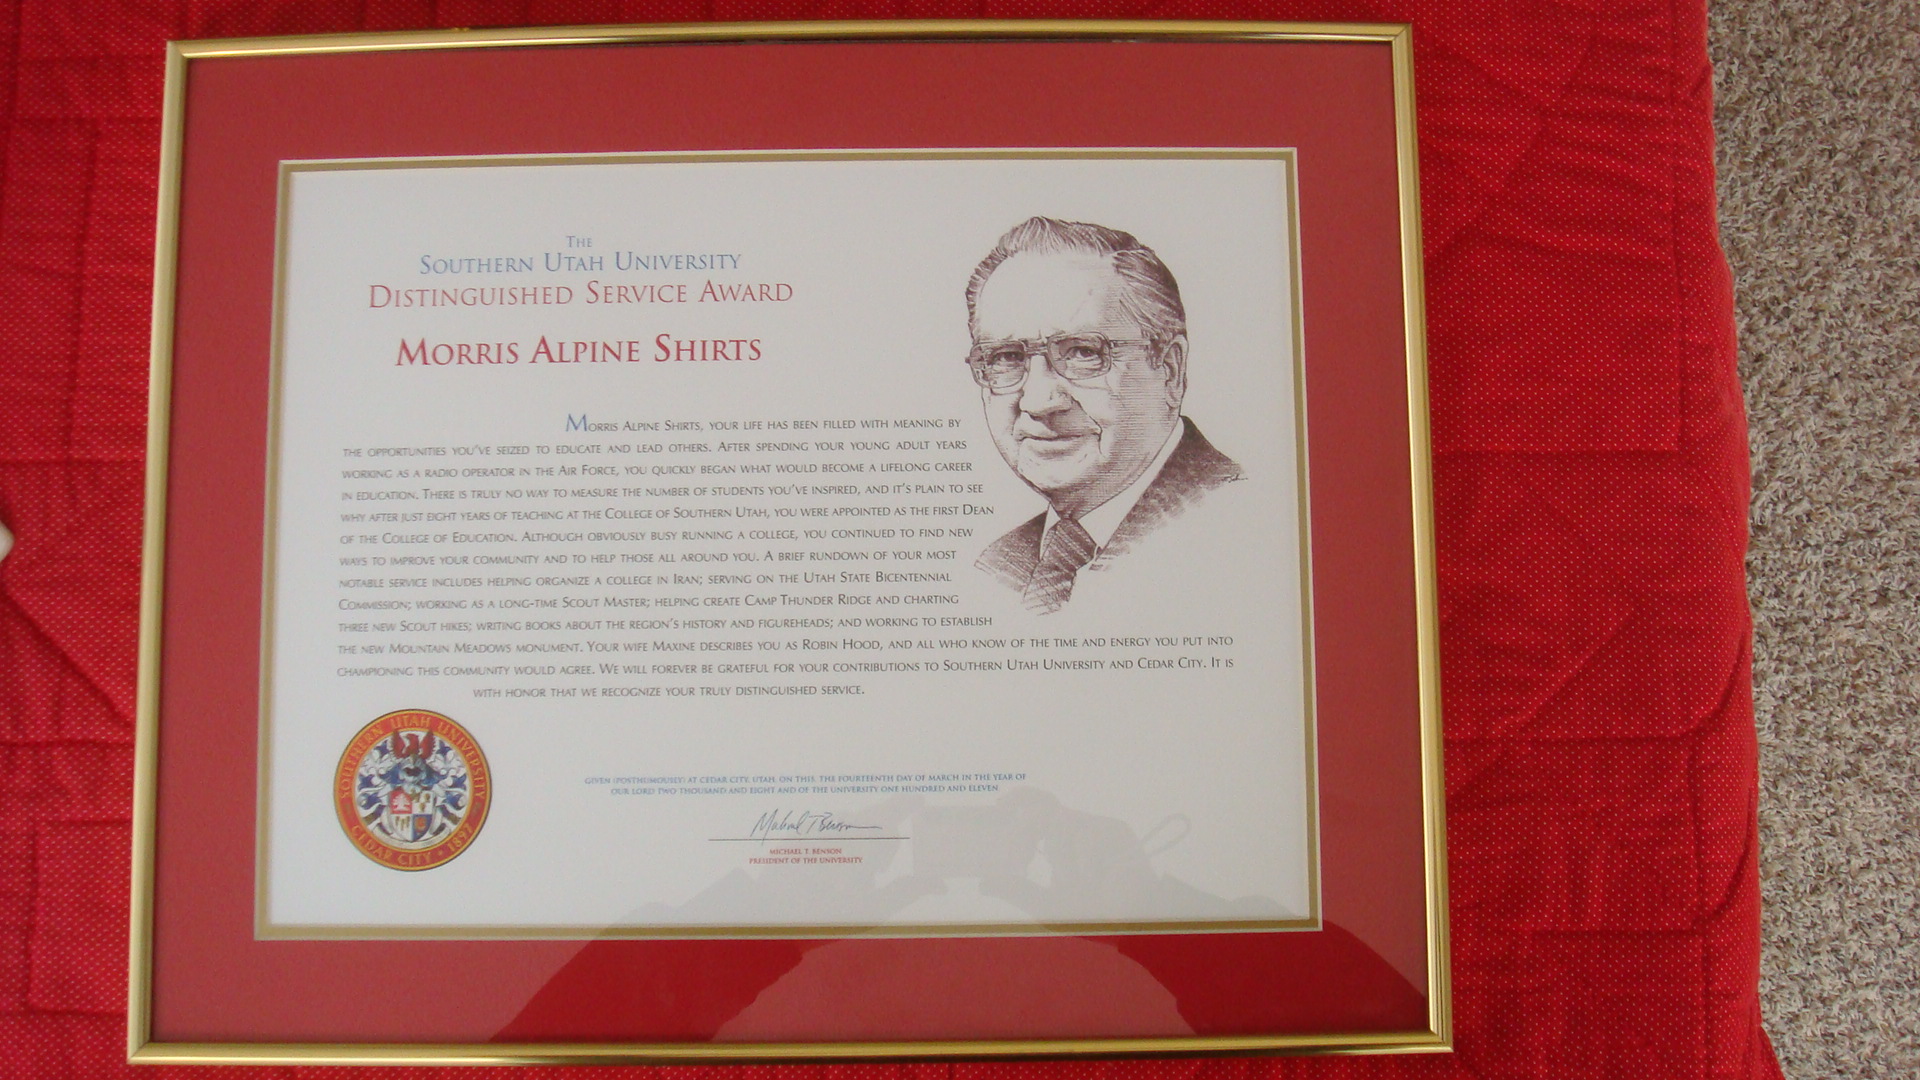 The
Southern Utah University
Distinguished Service Award
Morris Alpine Shirts
Morris Alpine Shirts, your life has been filled with meaning by
the opportunities you've seized to educate and lead others. After spending your young adult years
working as a radio operator in the Air Force, you quickly began what would become a lifelong career
in education. There is truly no way to measure the number of students you've inspired, and it's plain to see
why after just eight years of teaching at the College of Southern Utah, you were appointed as the first Dean
of the College of Education. Although obviously busy running a college, you continued to find new
ways to improve your community and to help those all around you. A brief rundown of your most
notable service includes helping organize a college in Iran; serving on the Utah State Bicentennial
Commission; working as a long-time Scout Master; helping create Camp Thunder Ridge and charting
three new Scout hikes; writing books about the region's history and figureheads; and working to establish
the new Mountain Meadows monument. Your wife Maxine describes you as Robin Hood, and all who know of the time and energy you put into
championing this community would agree. We will forever be grateful for your contributions to Southern Utah University and Cedar City. It is
with honor that we recognize your truly distinguished service.
SOUTHERN UTAH UNIVERSITY
CEDAR CITY • 1897
Given (posthumously) at Cedar City, Utah, on this, the fourteenth day of March in the year of
our Lord two thousand and eight and of the University one hundred and eleven.
Michael T Benson
Michael T. Benson
President of the University